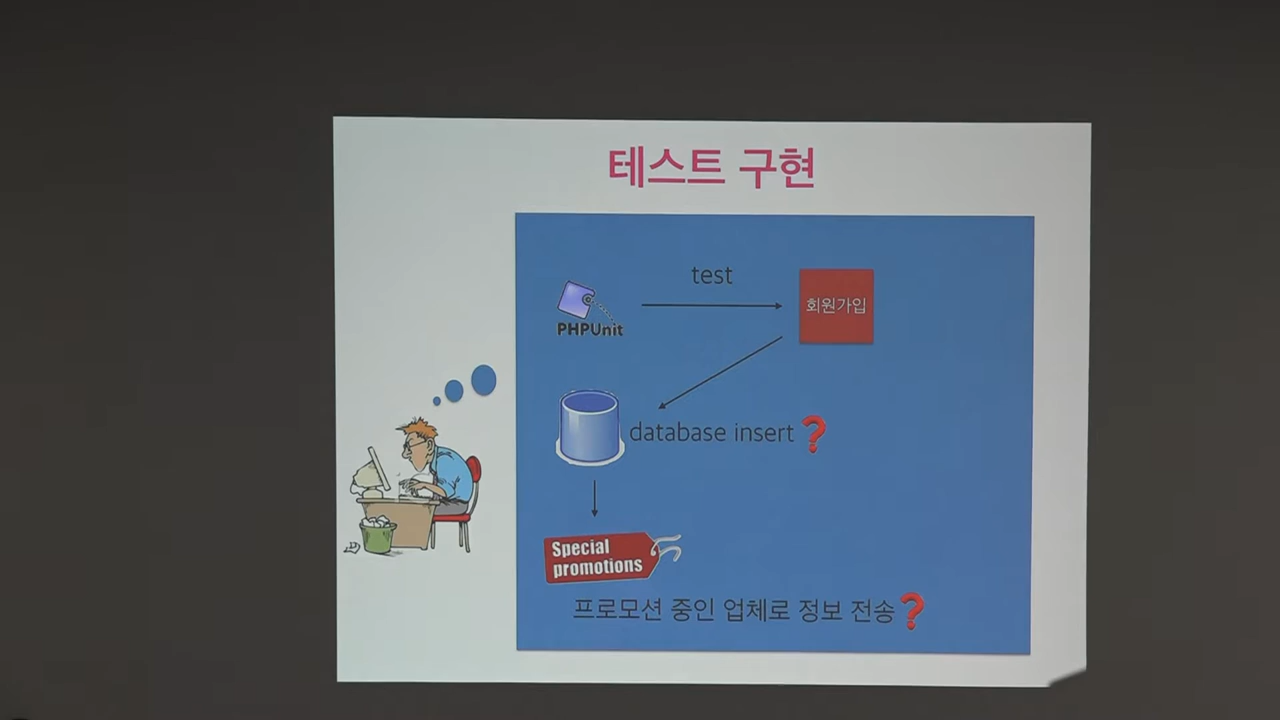 테스트 구현
test
회원가입
PHPUnit
database insert?
Special
promotions
프로모션 중인 업체로 정보 전송?